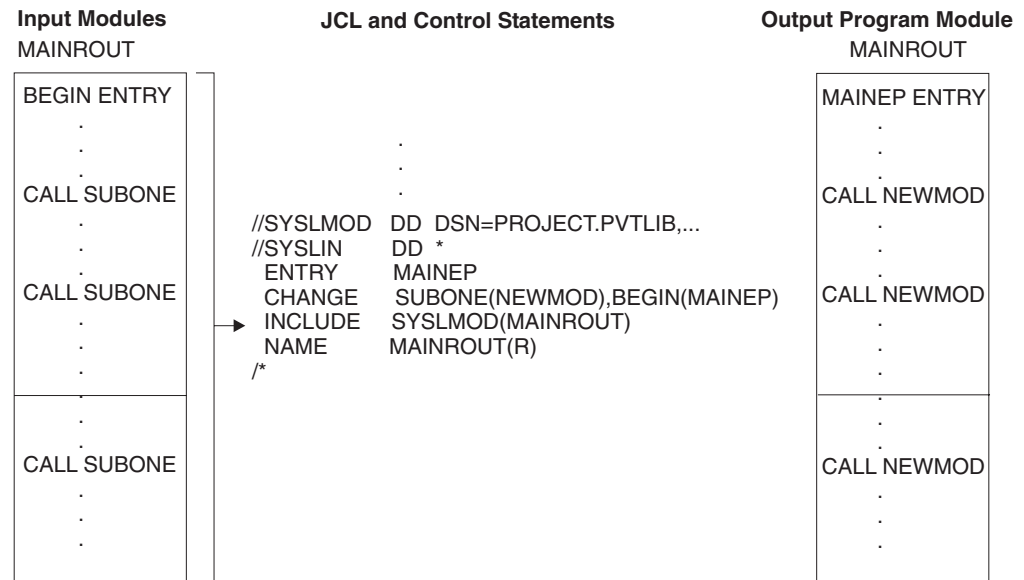 Input Modules
MAINROUT
BEGIN ENTRY
.
.
.
CALL SUBONE
.
.
.
CALL SUBONE
.
.
.
.
.
.
CALL SUBONE
.
.
.
JCL and Control Statements
.
.
.
//SYSLMOD DD DSN=PROJECT.PVTLIB,...
//SYSLIN DD *
ENTRY MAINEP
CHANGE SUBONE(NEWMOD),BEGIN(MAINEP)
INCLUDE SYSLMOD(MAINROUT)
NAME MAINROUT(R)
/*
Output Program Module
MAINROUT
MAINEP ENTRY
.
.
.
CALL NEWMOD
.
.
.
CALL NEWMOD
.
.
.
.
.
.
CALL NEWMOD
.
.
.